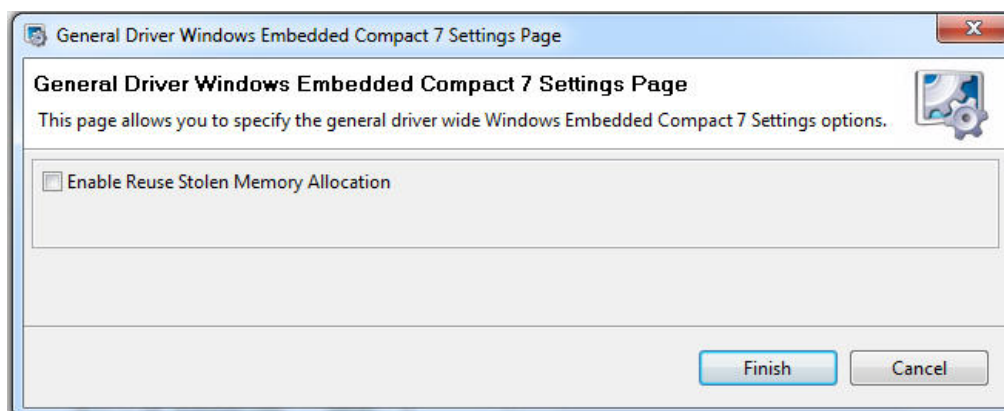 General Driver Windows Embedded Compact 7 Settings Page
General Driver Windows Embedded Compact 7 Settings Page
This page allows you to specify the general driver wide Windows Embedded Compact 7 Settings options.
Enable Reuse Stolen Memory Allocation
Finish Cancel